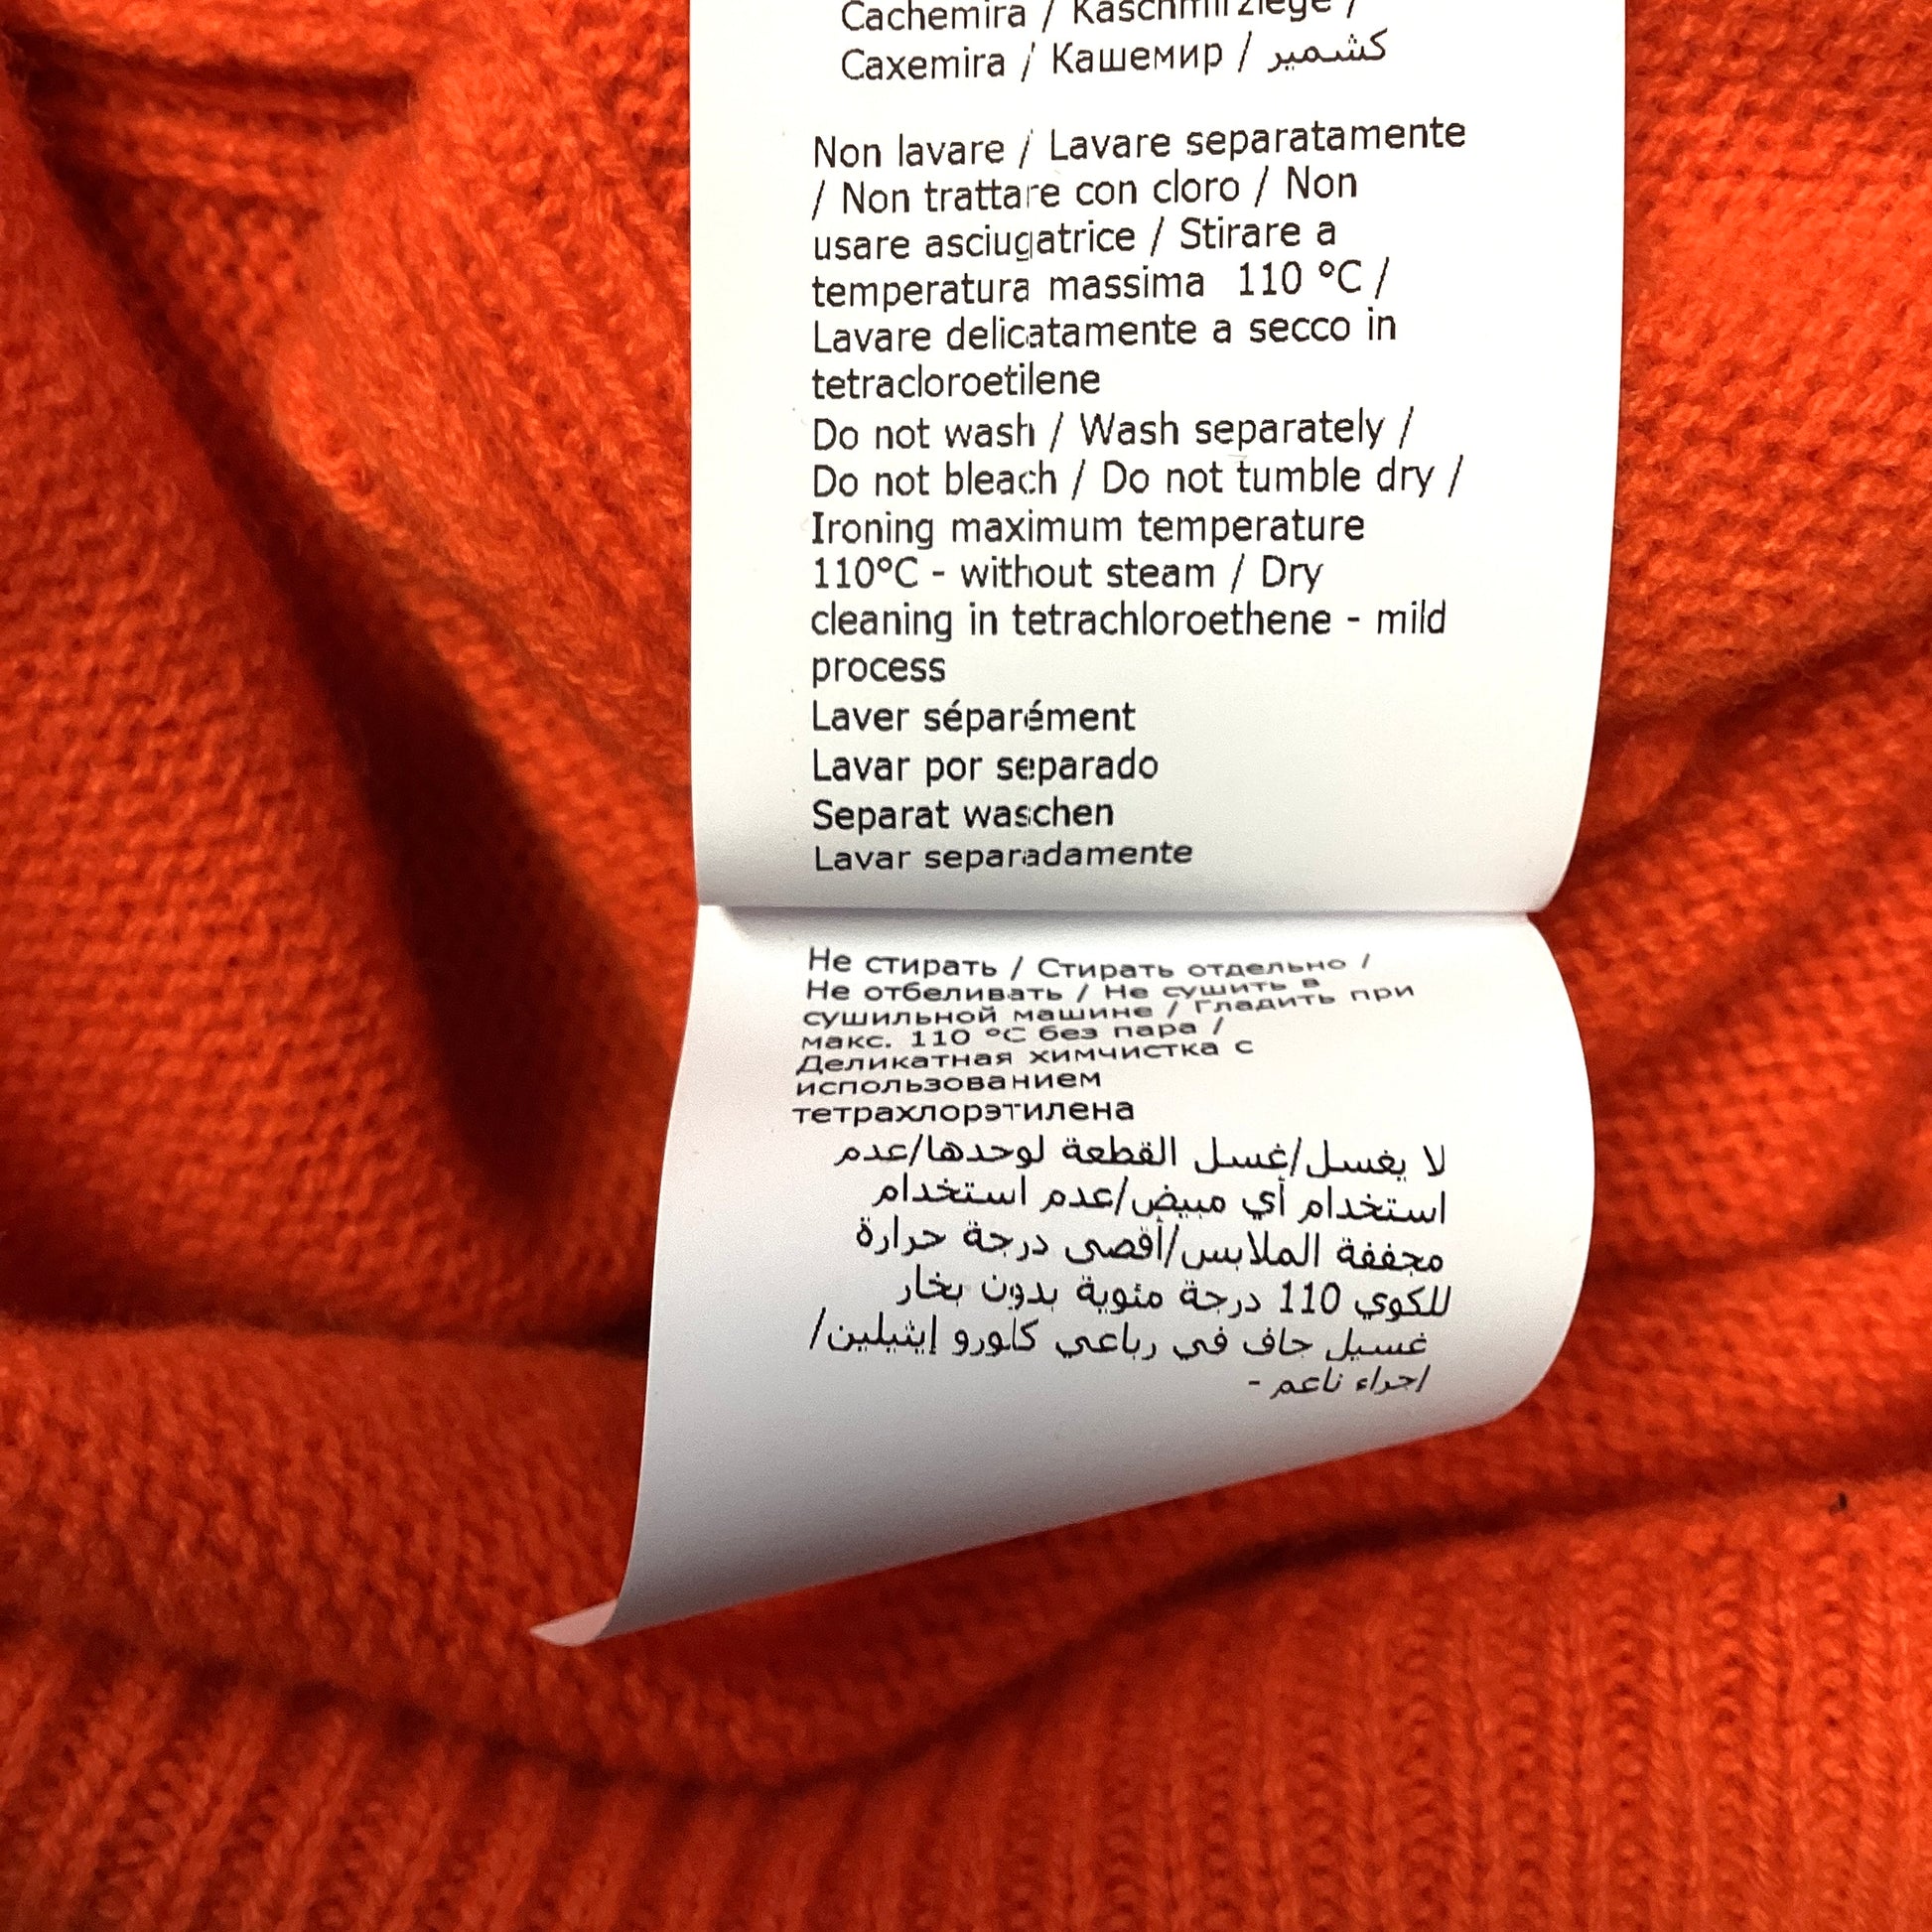 Cachemira / Kaschmirziege /
Caxemira / Кашемир / كشمير
Non lavare / Lavare separatamente
/ Non trattare con cloro / Non
usare asciugatrice / Stirare a
temperatura massima 110 °C /
Lavare delicatamente a secco in
tetracloroetilene
Do not wash / Wash separately /
Do not bleach / Do not tumble dry /
Ironing maximum temperature
110°C - without steam / Dry
cleaning in tetrachloroethene - mild
process
Laver séparément
Lavar por separado
Separat waschen
Lavar separadamente
Не стирать / Стирать отдельно /
Не отбеливать / Не сушить в
сушильной машине / Гладить при
макс. 110 °C без пара /
Деликатная химчистка с
использованием
тетрахлорэтилена
لا يغسل/غسل القطعة لوحدها/عدم
استخدام أي مبيض/عدم استخدام
مجففة الملابس/أقصى درجة حرارة
للكوي 110 درجة مئوية بدون بخار
غسيل جاف في رباعي كلورو إيثيلين/
اجراء ناعم -